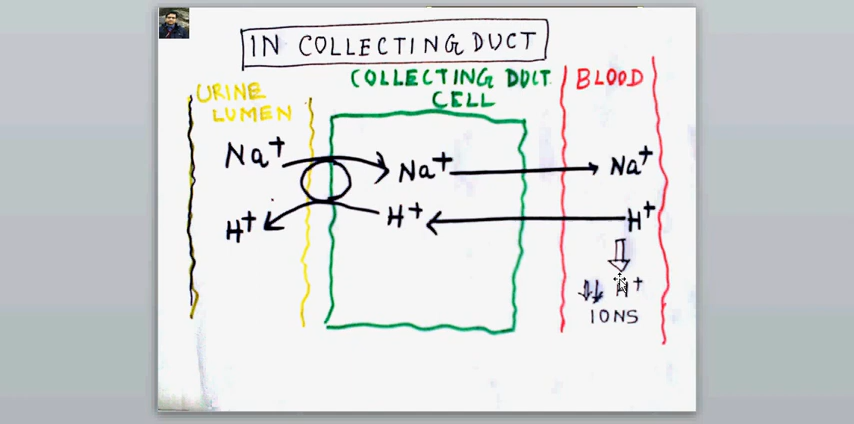 IN COLLECTING DUCT
COLLECTING DUCT
CELL
BLOOD
URINE
LUMEN
Na+
Na+
Na+
H+
H+
H+
H+
IONS